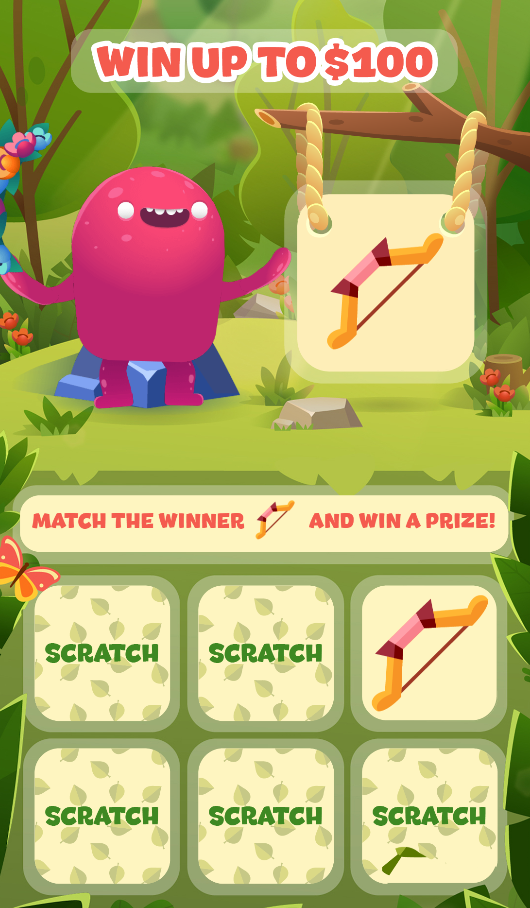 WIN UP TO $100
MATCH THE WINNER AND WIN A PRIZE!
SCRATCH SCRATCH
SCRATCH SCRATCH SCRATCH